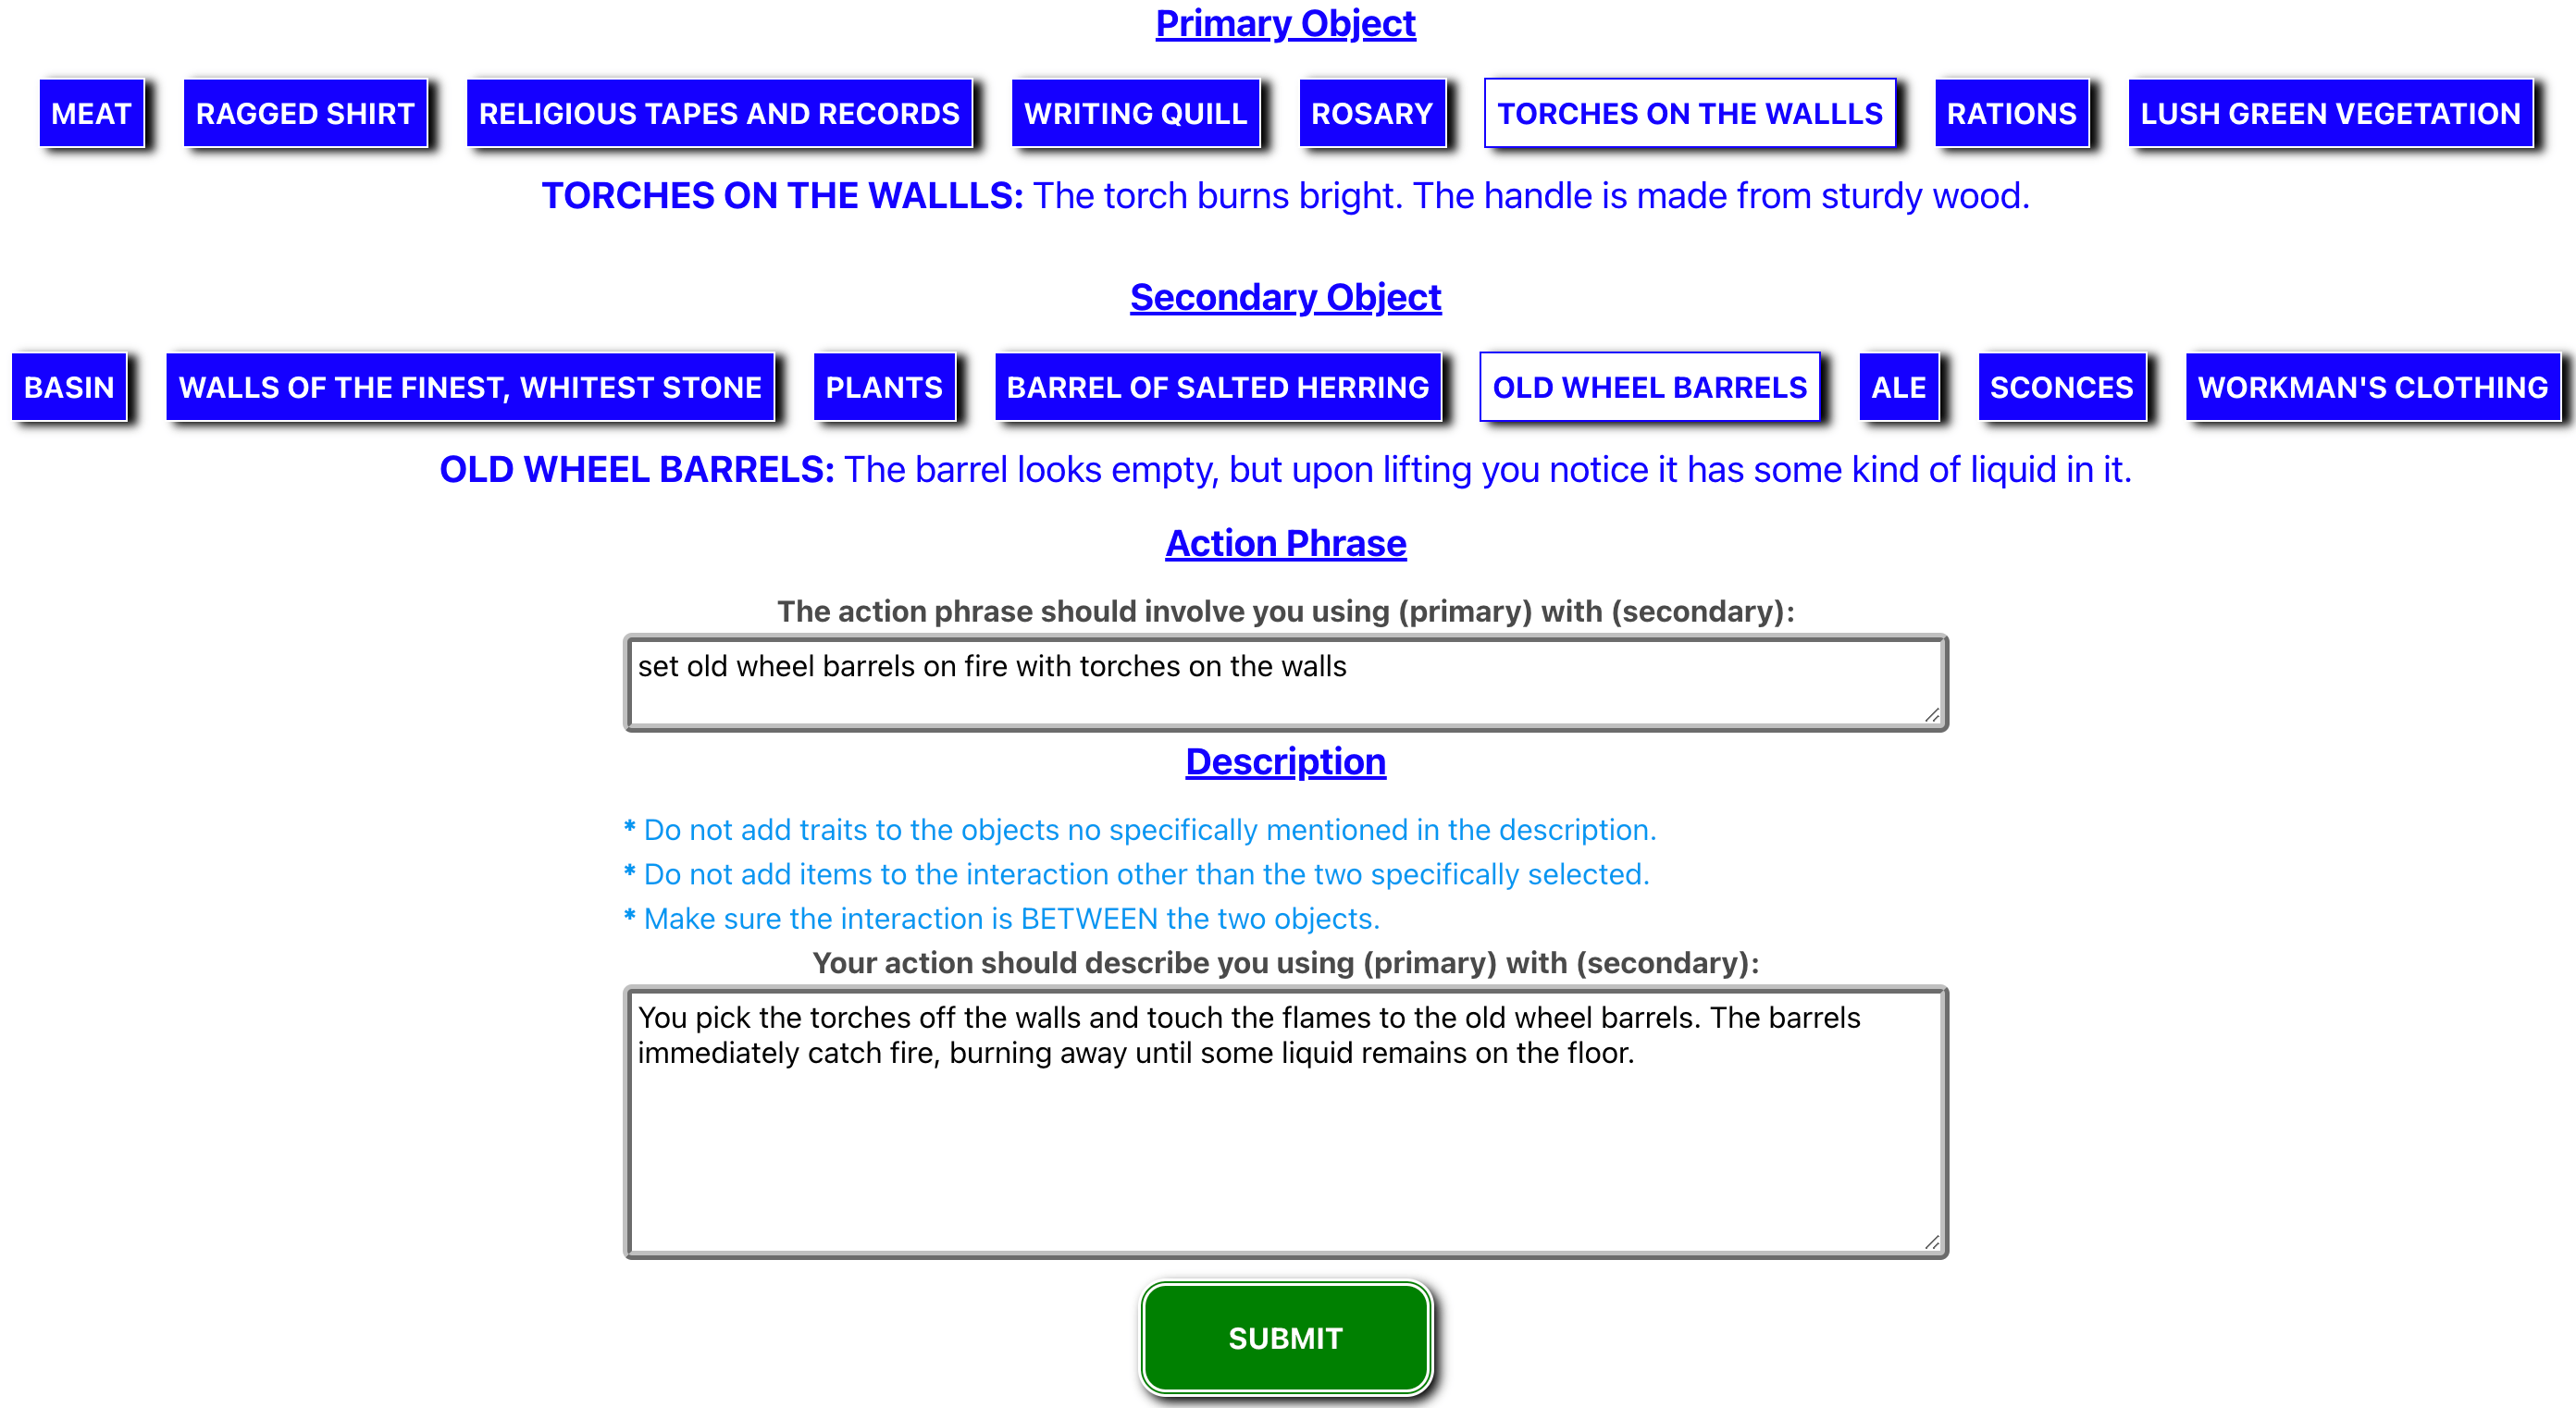 Primary Object
MEAT RAGGED SHIRT RELIGIOUS TAPES AND RECORDS WRITING QUILL ROSARY TORCHES ON THE WALLLS RATIONS LUSH GREEN VEGETATION
TORCHES ON THE WALLLS: The torch burns bright. The handle is made from sturdy wood.
Secondary Object
BASIN WALLS OF THE FINEST, WHITEST STONE PLANTS BARREL OF SALTED HERRING OLD WHEEL BARRELS ALE SCONCES WORKMAN'S CLOTHING
OLD WHEEL BARRELS: The barrel looks empty, but upon lifting you notice it has some kind of liquid in it.
Action Phrase
The action phrase should involve you using (primary) with (secondary):
set old wheel barrels on fire with torches on the walls
Description
* Do not add traits to the objects no specifically mentioned in the description.
* Do not add items to the interaction other than the two specifically selected.
* Make sure the interaction is BETWEEN the two objects.
Your action should describe you using (primary) with (secondary):
You pick the torches off the walls and touch the flames to the old wheel barrels. The barrels
immediately catch fire, burning away until some liquid remains on the floor.
SUBMIT